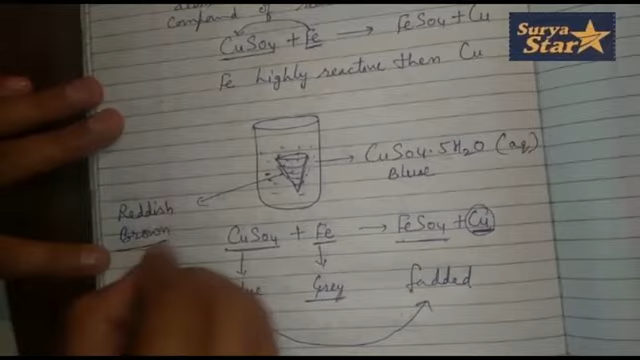 compound of
CuSO4 + Fe → FeSO4 + Cu
Surya
Star
Fe highly reactive then Cu
CuSO4·5H2O (aq)
Blue
Reddish
Brown
CuSO4 + Fe → FeSO4 + Cu
Grey
fadded